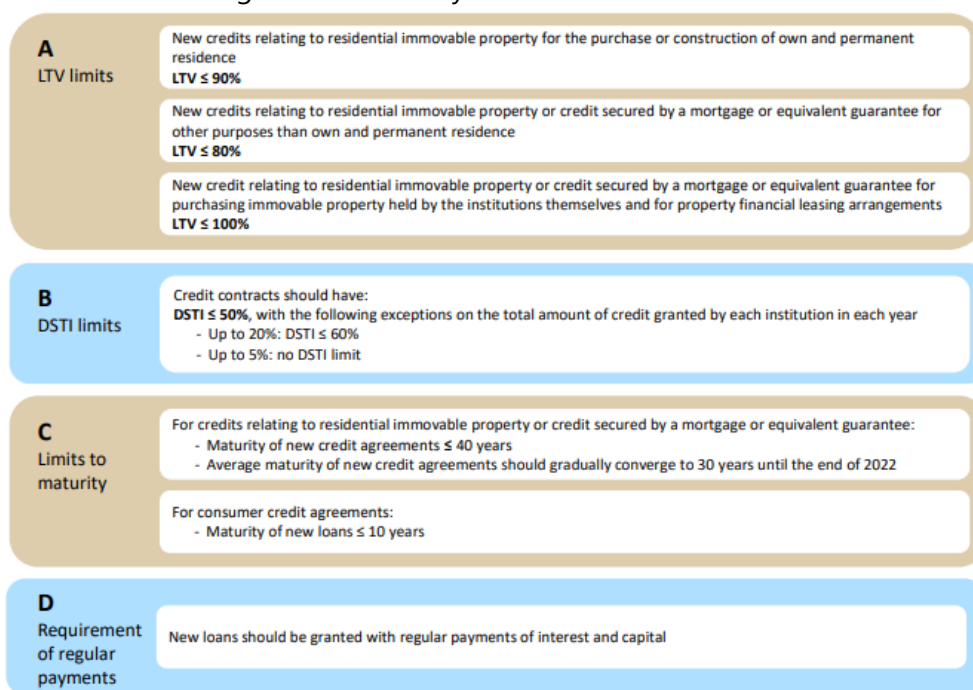 A
LTV limits
New credits relating to residential immovable property for the purchase or construction of own and permanent
residence
LTV ≤ 90%
New credits relating to residential immovable property or credit secured by a mortgage or equivalent guarantee for
other purposes than own and permanent residence
LTV ≤ 80%
New credit relating to residential immovable property or credit secured by a mortgage or equivalent guarantee for
purchasing immovable property held by the institutions themselves and for property financial leasing arrangements
LTV ≤ 100%
B
DSTI limits
Credit contracts should have:
DSTI ≤ 50%, with the following exceptions on the total amount of credit granted by each institution in each year
- Up to 20%: DSTI ≤ 60%
- Up to 5%: no DSTI limit
C
Limits to
maturity
For credits relating to residential immovable property or credit secured by a mortgage or equivalent guarantee:
- Maturity of new credit agreements ≤ 40 years
- Average maturity of new credit agreements should gradually converge to 30 years until the end of 2022
For consumer credit agreements:
- Maturity of new loans ≤ 10 years
D
Requirement
of regular
payments
New loans should be granted with regular payments of interest and capital